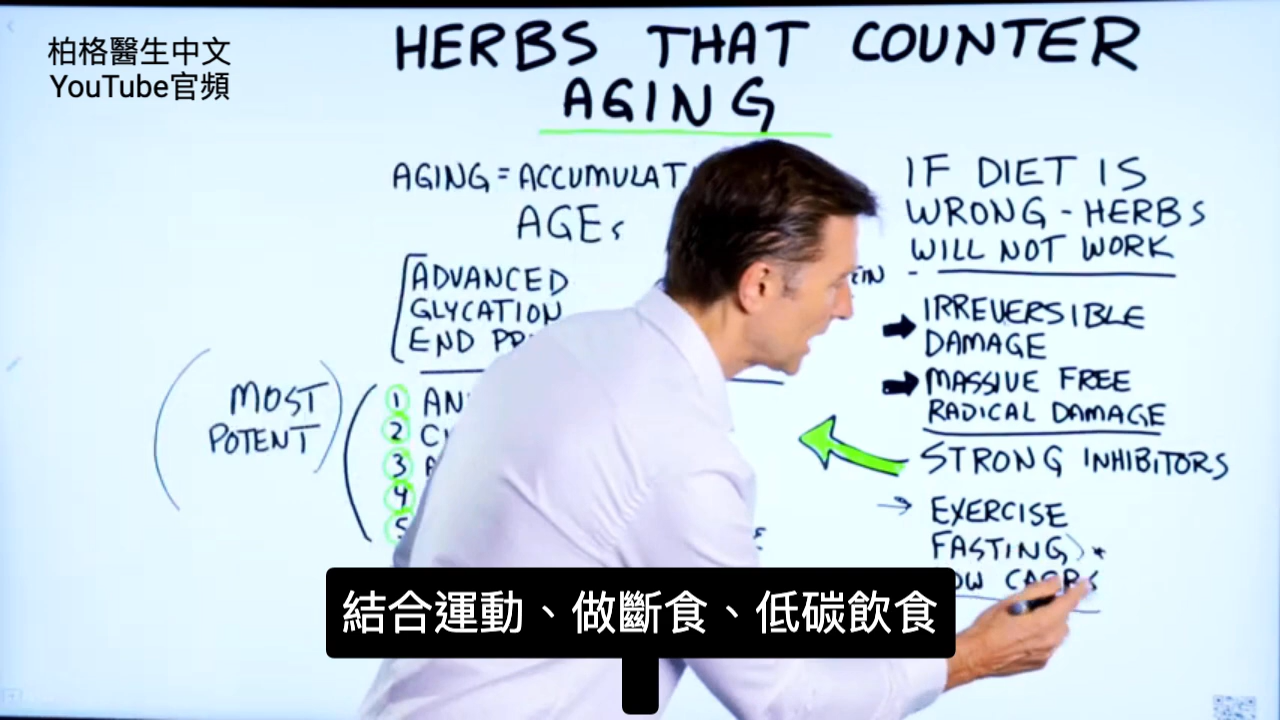 柏格醫生中文
YouTube官頻
HERBS THAT COUNTER
AGING
AGING = ACCUMULAT
AGEs
[ADVANCED
GLYCATION
END PR
(MOST
POTENT)
1 AN
2
3
4
5
IF DIET IS
WRONG - HERBS
WILL NOT WORK
→ IRREVERSIBLE
DAMAGE
→ MASSIVE FREE
RADICAL DAMAGE
STRONG INHIBITORS
→ EXERCISE
FASTING
LOW CARBS
結合運動、做斷食、低碳飲食